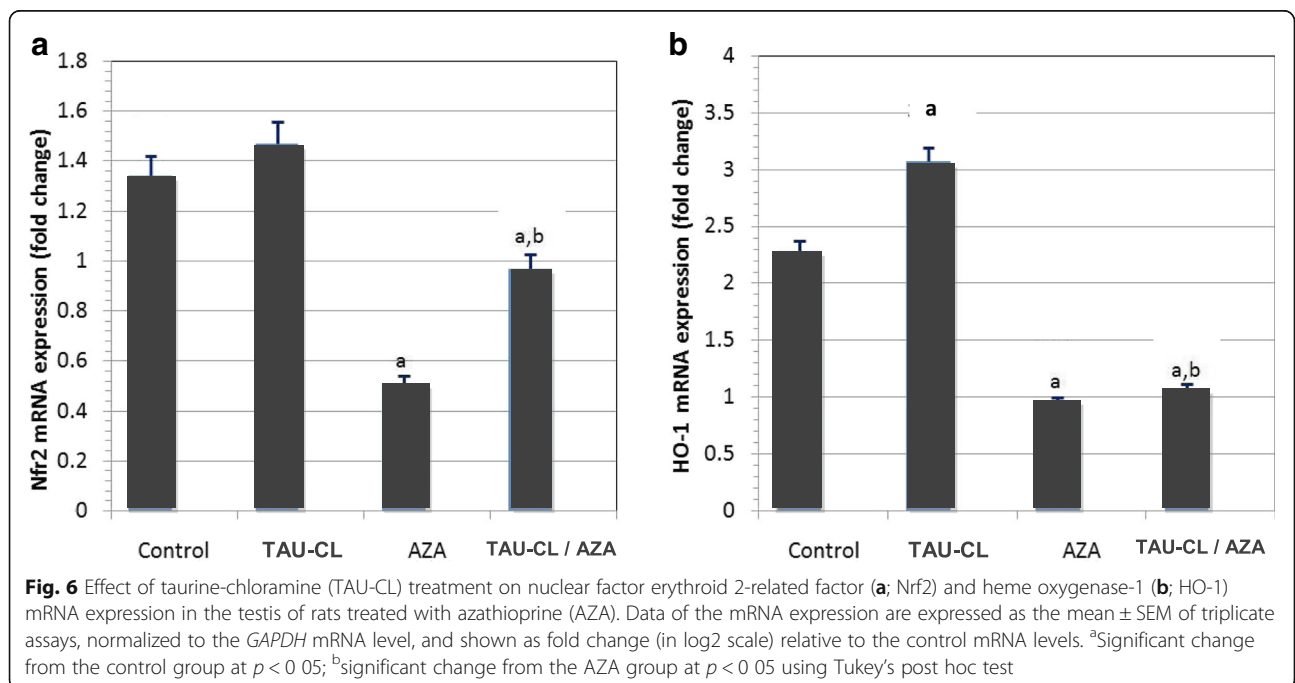 a
1.8
1.6
1.4
1.2
1
0.8
0.6
0.4
0.2
0
Nfr2 mRNA expression (fold change)
a
a,b
Control TAU-CL AZA TAU-CL / AZA
b
4
3.5
3
2.5
2
1.5
1
0.5
0
HO-1 mRNA expression (fold change)
a
a
a,b
Control TAU-CL AZA TAU-CL / AZA
Fig. 6 Effect of taurine-chloramine (TAU-CL) treatment on nuclear factor erythroid 2-related factor (a; Nrf2) and heme oxygenase-1 (b; HO-1)
mRNA expression in the testis of rats treated with azathioprine (AZA). Data of the mRNA expression are expressed as the mean ± SEM of triplicate
assays, normalized to the GAPDH mRNA level, and shown as fold change (in log2 scale) relative to the control mRNA levels. aSignificant change
from the control group at p < 0 05; bsignificant change from the AZA group at p < 0 05 using Tukey's post hoc test